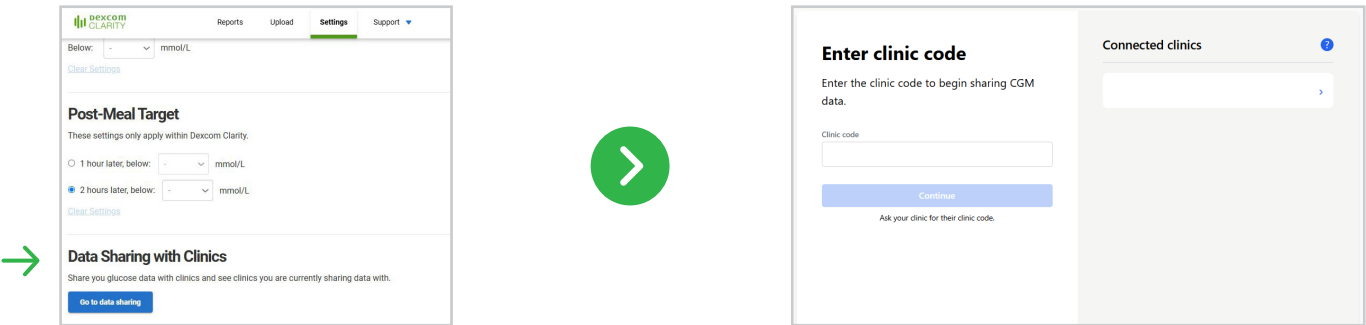 Dexcom
CLARITY
Reports Upload Settings Support
Below: - mmol/L
Clear Settings
Post-Meal Target
These settings only apply within Dexcom Clarity.
1 hour later, below: - mmol/L
2 hours later, below: - mmol/L
Clear Settings
Data Sharing with Clinics
Share you glucose data with clinics and see clinics you are currently sharing data with.
Go to data sharing
Enter clinic code
Enter the clinic code to begin sharing CGM
data.
Clinic code
Continue
Ask your clinic for their clinic code.
Connected clinics ?